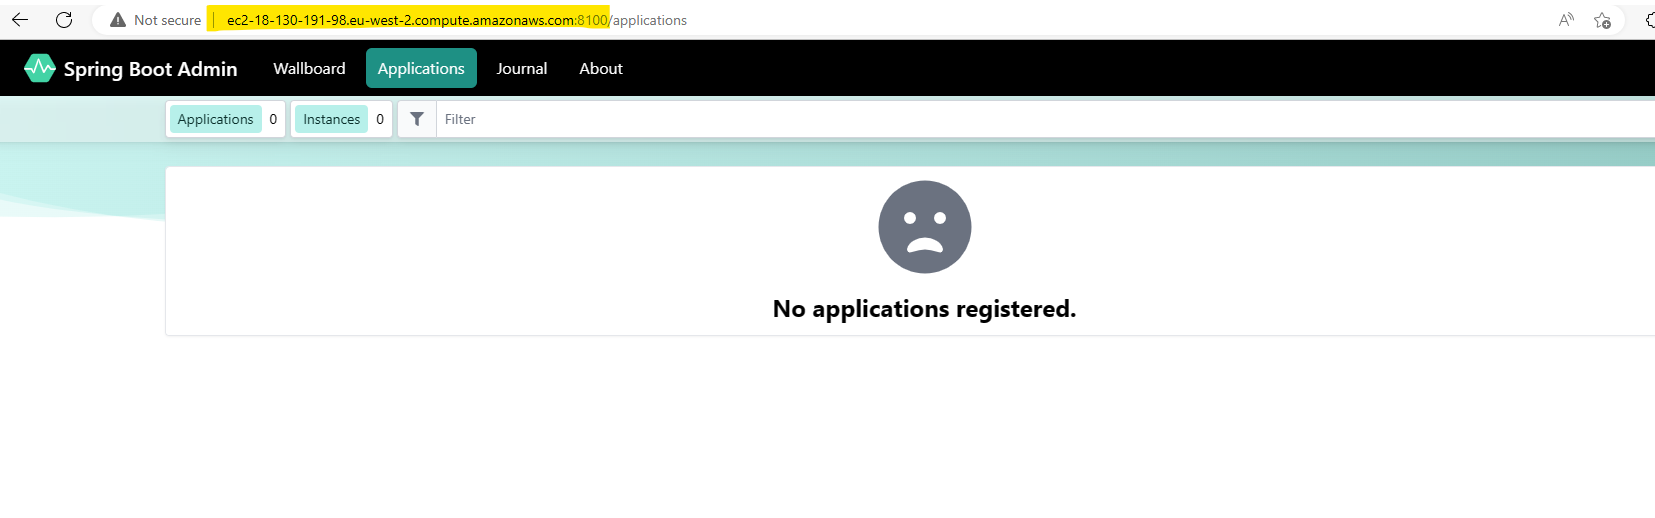 Not secure ec2-18-130-191-98.eu-west-2.compute.amazonaws.com:8100/applications
Spring Boot Admin Wallboard Applications Journal About
Applications 0 Instances 0 Filter
No applications registered.